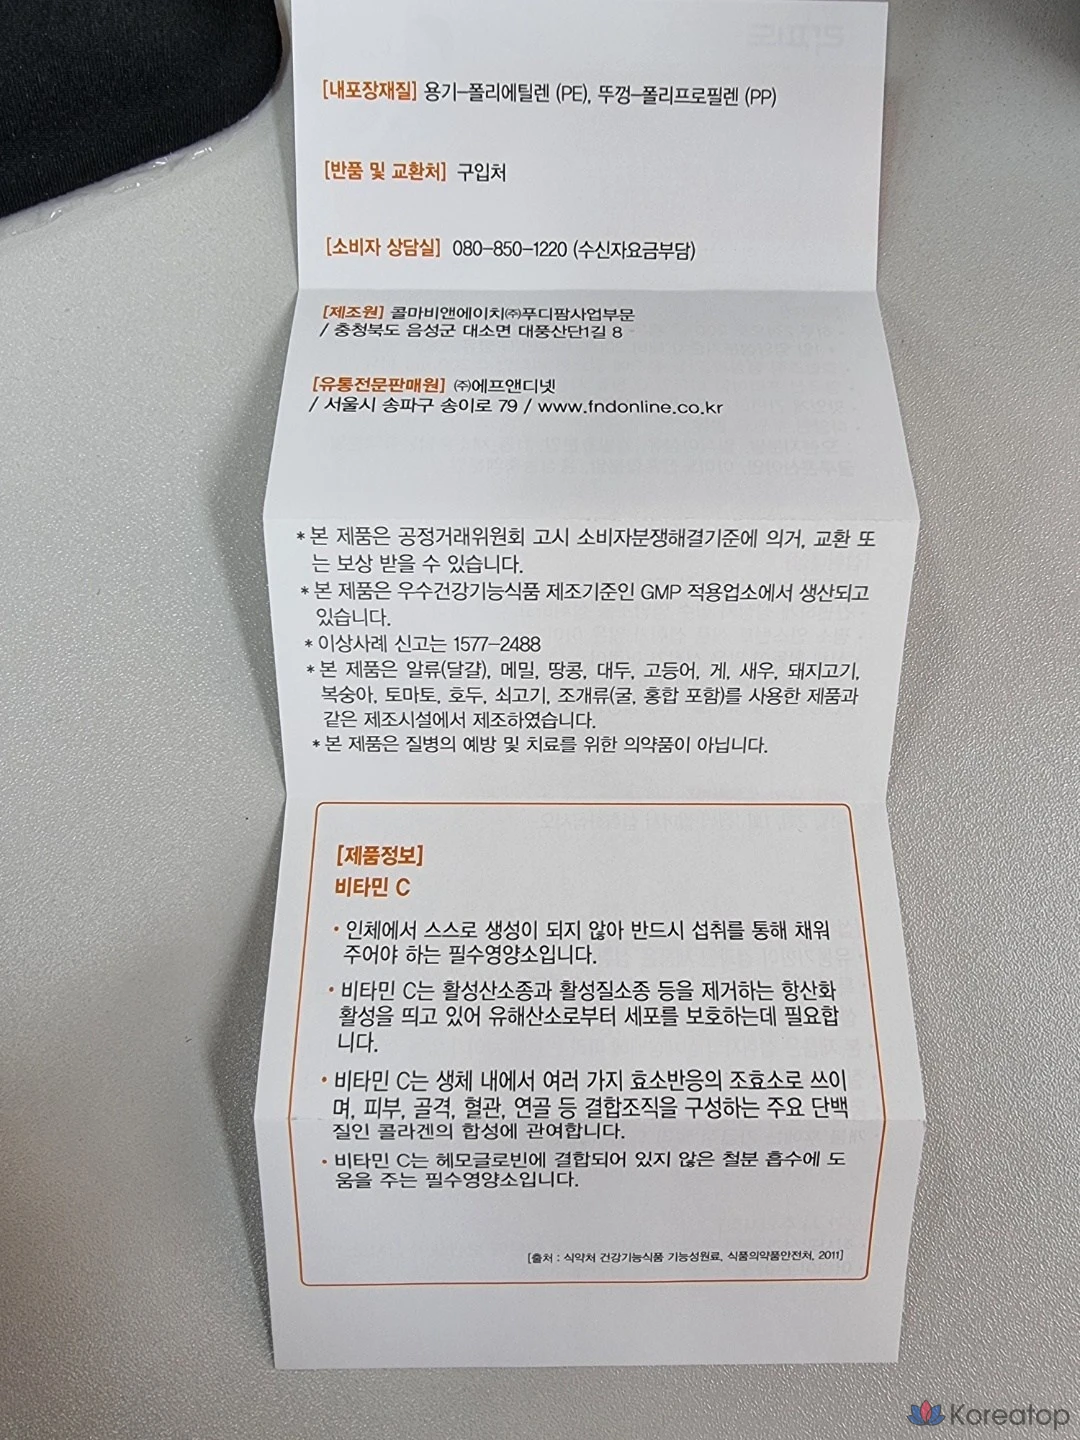 [내포장재질] 용기-폴리에틸렌 (PE), 뚜껑-폴리프로필렌 (PP)
[반품 및 교환처] 구입처
[소비자 상담실] 080-850-1220 (수신자요금부담)
[제조원] 콜마비앤에이치㈜푸디팜사업부문
/ 충청북도 음성군 대소면 대풍산단1길 8
[유통전문판매원] ㈜에프앤디넷
/ 서울시 송파구 송이로 79 / www.fndonline.co.kr
* 본 제품은 공정거래위원회 고시 소비자분쟁해결기준에 의거, 교환 또
는 보상 받을 수 있습니다.
* 본 제품은 우수건강기능식품 제조기준인 GMP 적용업소에서 생산되고
있습니다.
* 이상사례 신고는 1577-2488
* 본 제품은 알류(달걀), 메밀, 땅콩, 대두, 고등어, 게, 새우, 돼지고기,
복숭아, 토마토, 호두, 쇠고기, 조개류(굴, 홍합 포함)를 사용한 제품과
같은 제조시설에서 제조하였습니다.
* 본 제품은 질병의 예방 및 치료를 위한 의약품이 아닙니다.
[제품정보]
비타민 C
• 인체에서 스스로 생성이 되지 않아 반드시 섭취를 통해 채워
주어야 하는 필수영양소입니다.
• 비타민 C는 활성산소종과 활성질소종 등을 제거하는 항산화
활성을 띄고 있어 유해산소로부터 세포를 보호하는데 필요합
니다.
• 비타민 C는 생체 내에서 여러 가지 효소반응의 조효소로 쓰이
며, 피부, 골격, 혈관, 연골 등 결합조직을 구성하는 주요 단백
질인 콜라겐의 합성에 관여합니다.
• 비타민 C는 헤모글로빈에 결합되어 있지 않은 철분 흡수에 도
움을 주는 필수영양소입니다.
[출처 : 식약처 건강기능식품 기능성원료, 식품의약품안전처, 2011]
Koreatop